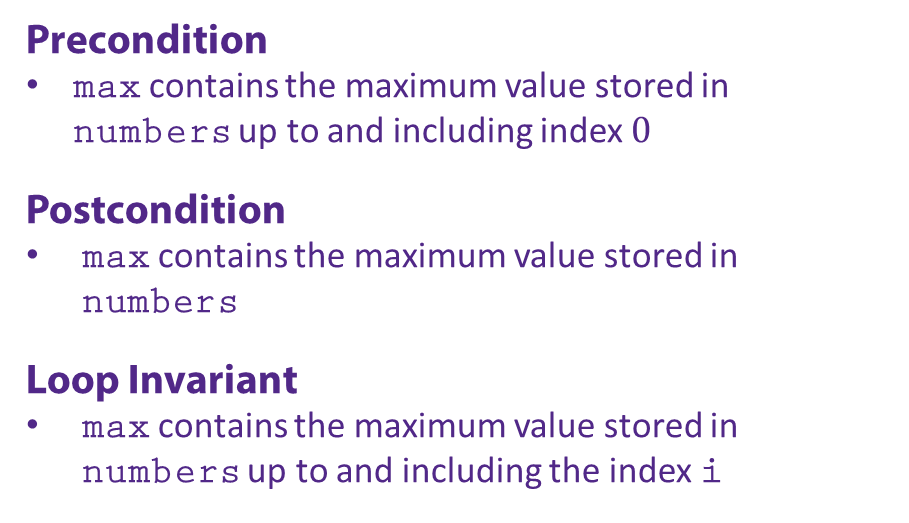 Precondition
• max contains the maximum value stored in
numbers up to and including index 0
Postcondition
• max contains the maximum value stored in
numbers
Loop Invariant
• max contains the maximum value stored in
numbers up to and including the index i